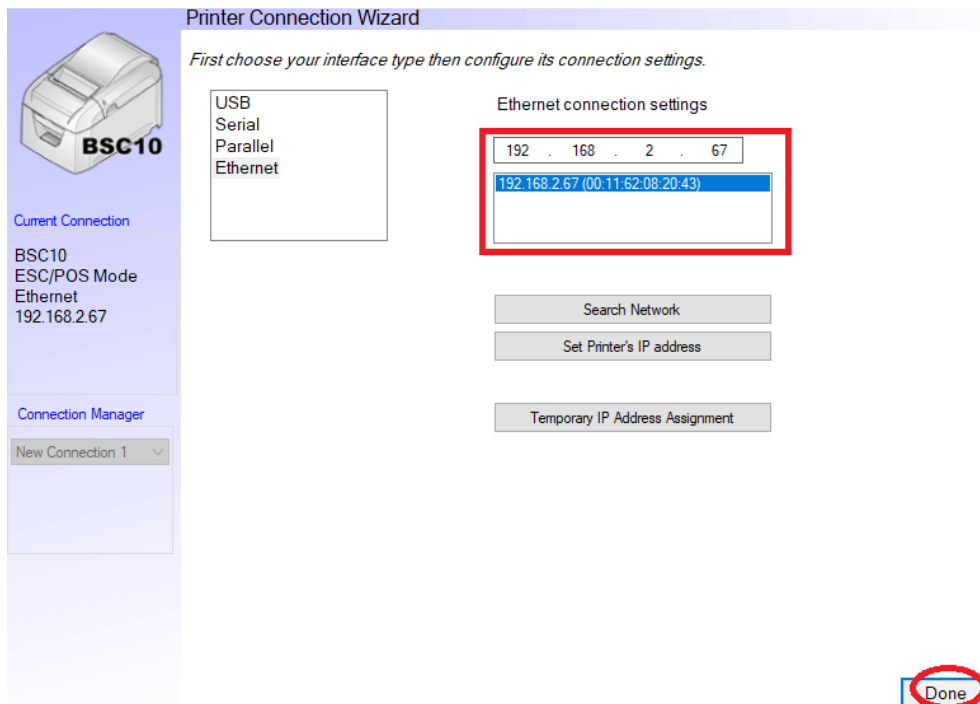 Printer Connection Wizard
First choose your interface type then configure its connection settings.
BSC10
USB
Serial
Parallel
Ethernet
Ethernet connection settings
192 . 168 . 2 . 67
192.168.2.67 (00:11:62:08:20:43)
Current Connection
BSC10
ESC/POS Mode
Ethernet
192.168.2.67
Search Network
Set Printer's IP address
Temporary IP Address Assignment
Connection Manager
New Connection 1
Done